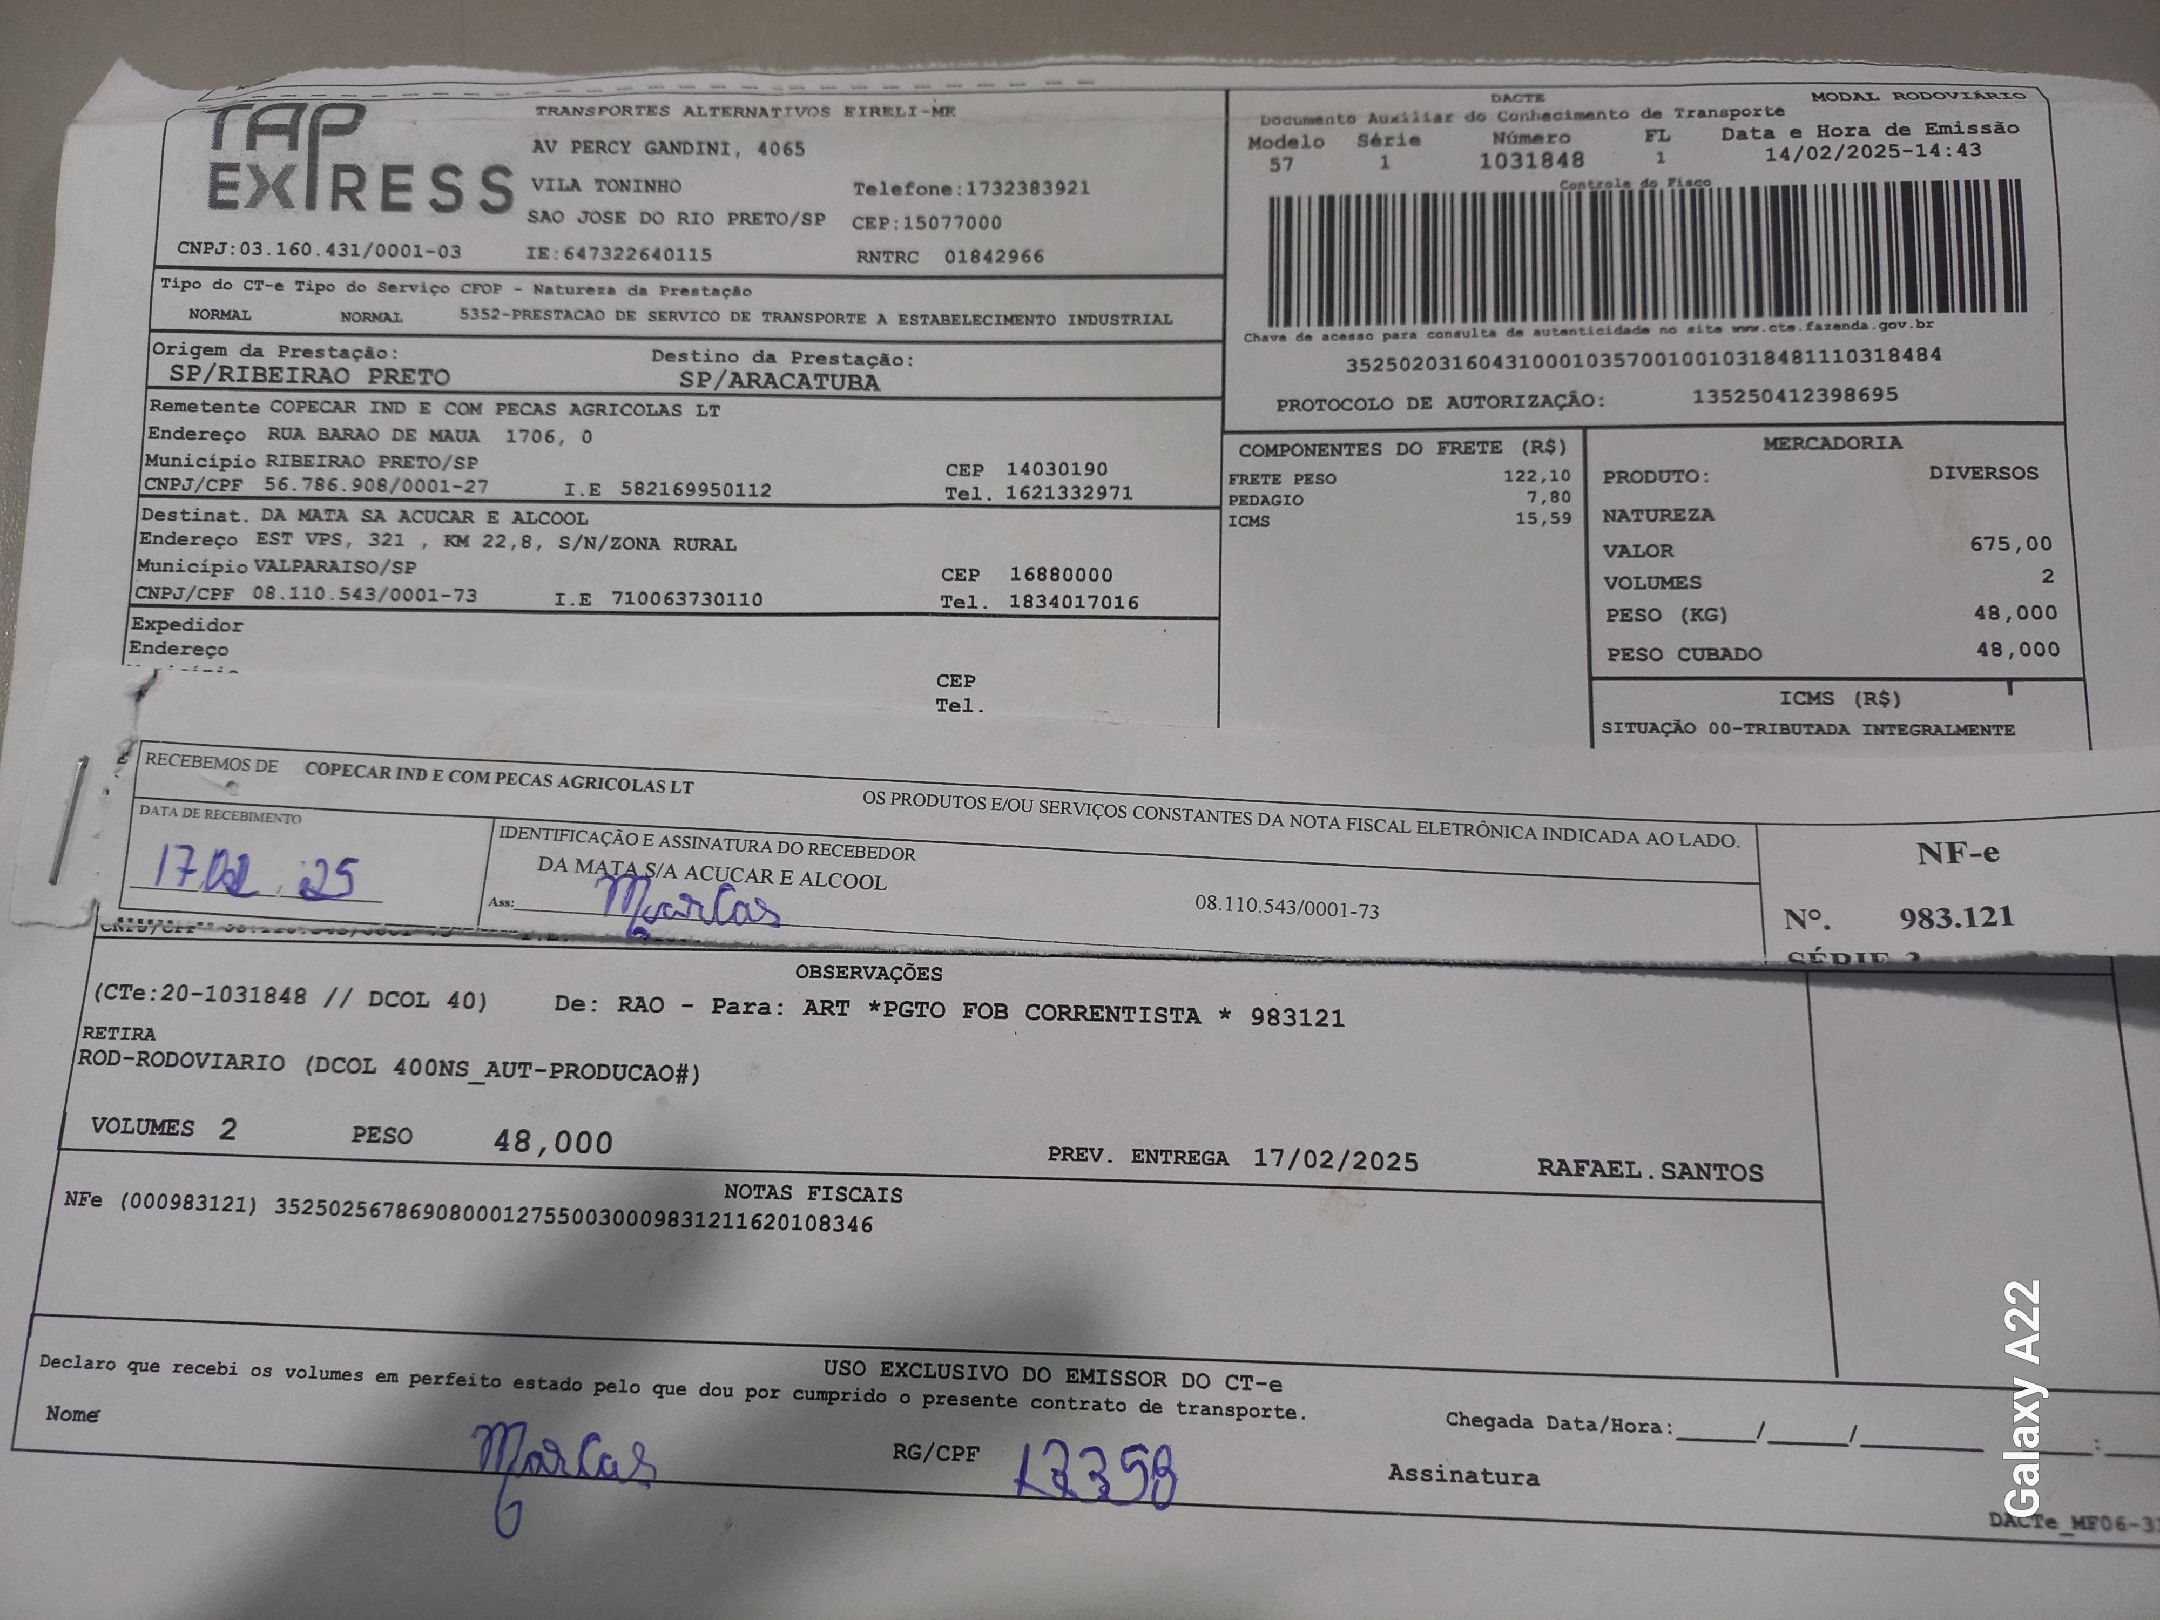 TAP
EXPRESS
TRANSPORTES ALTERNATIVOS EIRELI-ME
AV PERCY GANDINI, 4065
VILA TONINHO
Telefone:1732383921
SAO JOSE DO RIO PRETO/SP CEP:15077000
CNPJ:03.160.431/0001-03 IE:647322640115 RNTRC 01842966
DACTE MODAL RODOVIÁRIO
Documento Auxiliar do Conhecimento de Transporte
Modelo Série Número FL Data e Hora de Emissão
57 1 1031848 1 14/02/2025-14:43
Controle do Fisco
Chave de acesso para consulta de autenticidade no site www.cte.fazenda.gov.br
35250203160431000103570010010318481110318484
PROTOCOLO DE AUTORIZAÇÃO: 135250412398695
Tipo do CT-e Tipo do Serviço CFOP - Natureza da Prestação
NORMAL NORMAL 5352-PRESTACAO DE SERVICO DE TRANSPORTE A ESTABELECIMENTO INDUSTRIAL
Origem da Prestação: Destino da Prestação:
SP/RIBEIRAO PRETO SP/ARACATUBA
Remetente COPECAR IND E COM PECAS AGRICOLAS LT
Endereço RUA BARAO DE MAUA 1706, 0
Município RIBEIRAO PRETO/SP CEP 14030190
CNPJ/CPF 56.786.908/0001-27 I.E 582169950112 Tel. 1621332971
Destinat. DA MATA SA ACUCAR E ALCOOL
Endereço EST VPS, 321 , KM 22,8, S/N/ZONA RURAL
Município VALPARAISO/SP CEP 16880000
CNPJ/CPF 08.110.543/0001-73 I.E 710063730110 Tel. 1834017016
Expedidor
Endereço
CEP
Tel.
COMPONENTES DO FRETE (R$)
FRETE PESO 122,10
PEDAGIO 7,80
ICMS 15,59
MERCADORIA
PRODUTO: DIVERSOS
NATUREZA
VALOR 675,00
VOLUMES 2
PESO (KG) 48,000
PESO CUBADO 48,000
ICMS (R$)
SITUAÇÃO 00-TRIBUTADA INTEGRALMENTE
RECEBEMOS DE COPECAR IND E COM PECAS AGRICOLAS LT OS PRODUTOS E/OU SERVIÇOS CONSTANTES DA NOTA FISCAL ELETRÔNICA INDICADA AO LADO.
DATA DE RECEBIMENTO
17 02 25
IDENTIFICAÇÃO E ASSINATURA DO RECEBEDOR
DA MATA S/A ACUCAR E ALCOOL
Ass: Marcas 08.110.543/0001-73
NF-e
Nº. 983.121
SÉRIE 3
OBSERVAÇÕES
(CTe:20-1031848 // DCOL 40) De: RAO - Para: ART *PGTO FOB CORRENTISTA * 983121
RETIRA
ROD-RODOVIARIO (DCOL 400NS_AUT-PRODUCAO#)
VOLUMES 2 PESO 48,000 PREV. ENTREGA 17/02/2025 RAFAEL.SANTOS
NOTAS FISCAIS
NFe (000983121) 35250256786908000127550030009831211620108346
USO EXCLUSIVO DO EMISSOR DO CT-e
Declaro que recebi os volumes em perfeito estado pelo que dou por cumprido o presente contrato de transporte.
Nome Marcas RG/CPF 13358 Chegada Data/Hora:_____/_____/_________ :
Assinatura
Galaxy A22